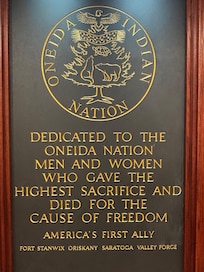 ONEIDA INDIAN
NATION
DEDICATED TO THE
ONEIDA NATION
MEN AND WOMEN
WHO GAVE THE
HIGHEST SACRIFICE AND
DIED FOR THE
CAUSE OF FREEDOM
AMERICA'S FIRST ALLY
FORT STANWIX ORISKANY SARATOGA VALLEY FORGE